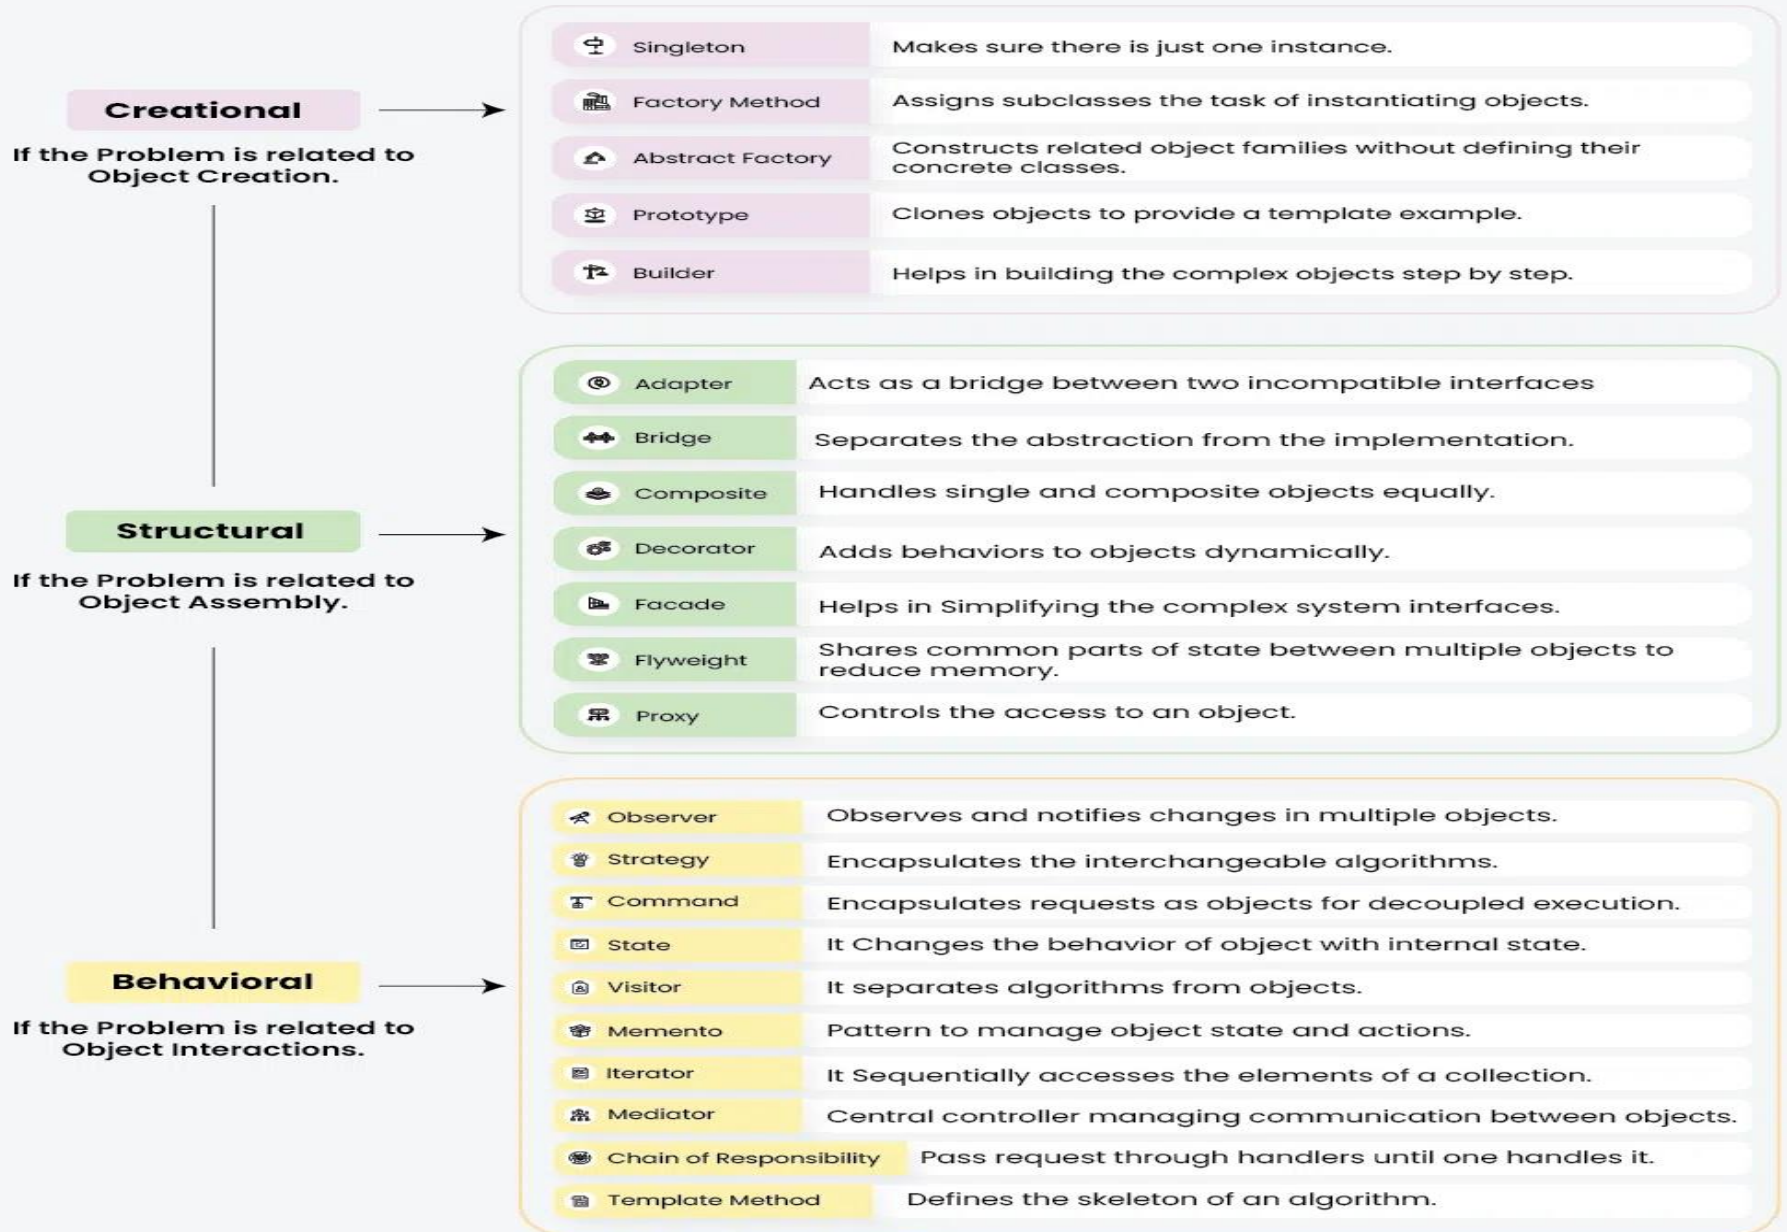 Creational
If the Problem is related to
Object Creation.
Singleton
Makes sure there is just one instance.
Factory Method
Assigns subclasses the task of instantiating objects.
Abstract Factory
Constructs related object families without defining their
concrete classes.
Prototype
Clones objects to provide a template example.
Builder
Helps in building the complex objects step by step.
Structural
If the Problem is related to
Object Assembly.
Adapter
Acts as a bridge between two incompatible interfaces
Bridge
Separates the abstraction from the implementation.
Composite
Handles single and composite objects equally.
Decorator
Adds behaviors to objects dynamically.
Facade
Helps in Simplifying the complex system interfaces.
Flyweight
Shares common parts of state between multiple objects to
reduce memory.
Proxy
Controls the access to an object.
Behavioral
If the Problem is related to
Object Interactions.
Observer
Observes and notifies changes in multiple objects.
Strategy
Encapsulates the interchangeable algorithms.
Command
Encapsulates requests as objects for decoupled execution.
State
It Changes the behavior of object with internal state.
Visitor
It separates algorithms from objects.
Memento
Pattern to manage object state and actions.
Iterator
It Sequentially accesses the elements of a collection.
Mediator
Central controller managing communication between objects.
Chain of Responsibility
Pass request through handlers until one handles it.
Template Method
Defines the skeleton of an algorithm.